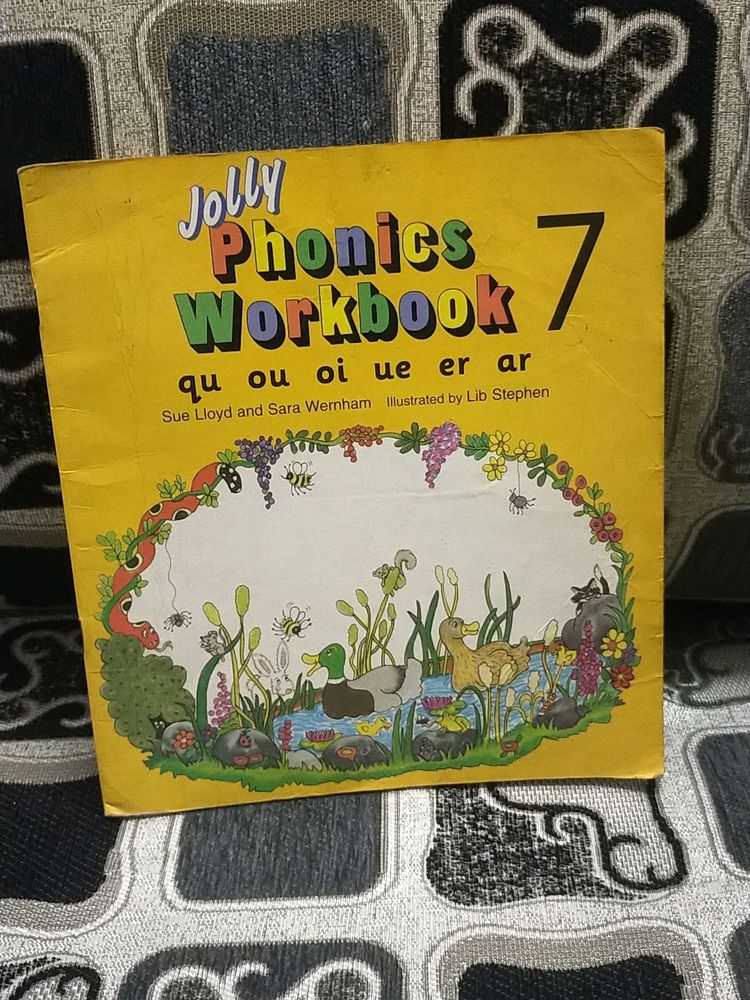 Jolly
Phonics
Workbook 7
qu ou oi ue er ar
Sue Lloyd and Sara Wernham Illustrated by Lib Stephen